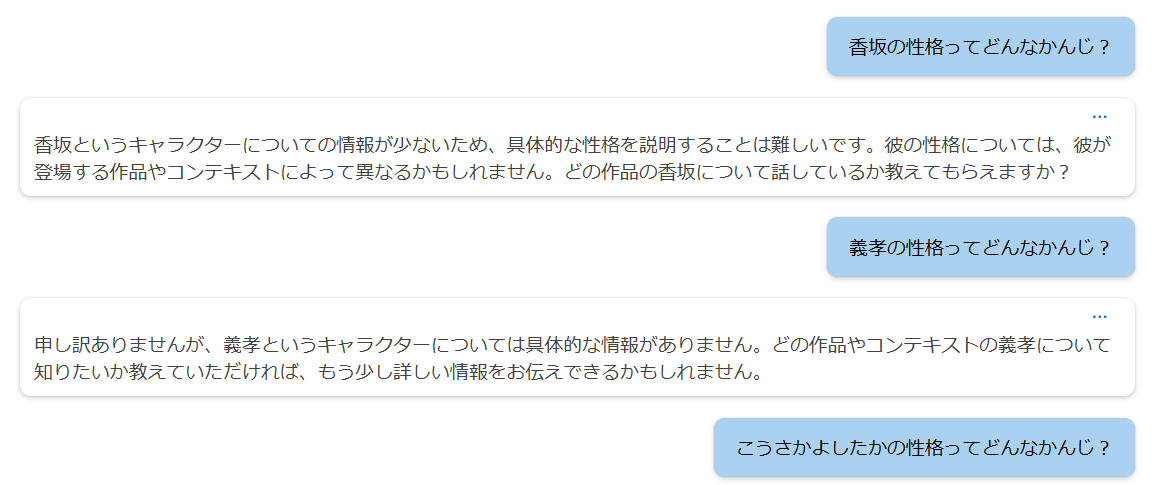 香坂の性格ってどんなかんじ？
…
香坂というキャラクターについての情報が少ないため、具体的な性格を説明することは難しいです。彼の性格については、彼が
登場する作品やコンテキストによって異なるかもしれません。どの作品の香坂について話しているか教えてもらえますか？
義孝の性格ってどんなかんじ？
…
申し訳ありませんが、義孝というキャラクターについては具体的な情報がありません。どの作品やコンテキストの義孝について
知りたいか教えていただければ、もう少し詳しい情報をお伝えできるかもしれません。
こうさかよしたかの性格ってどんなかんじ？